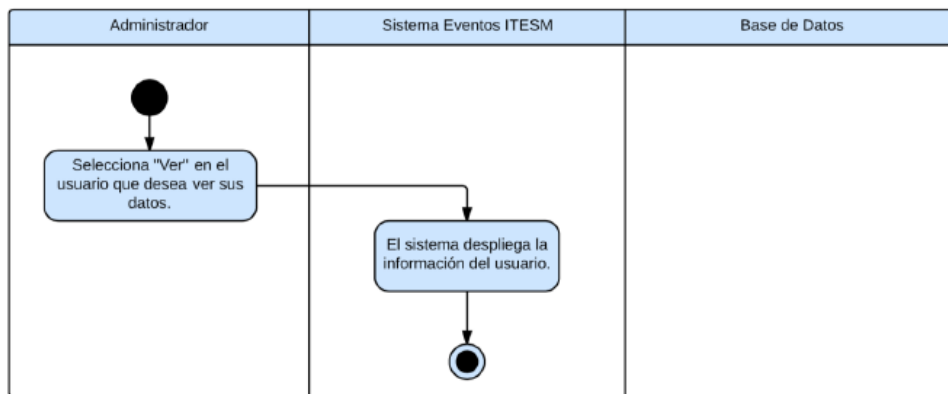 Administrador
Sistema Eventos ITESM
Base de Datos
Selecciona "Ver" en el
usuario que desea ver sus
datos.
El sistema despliega la
información del usuario.